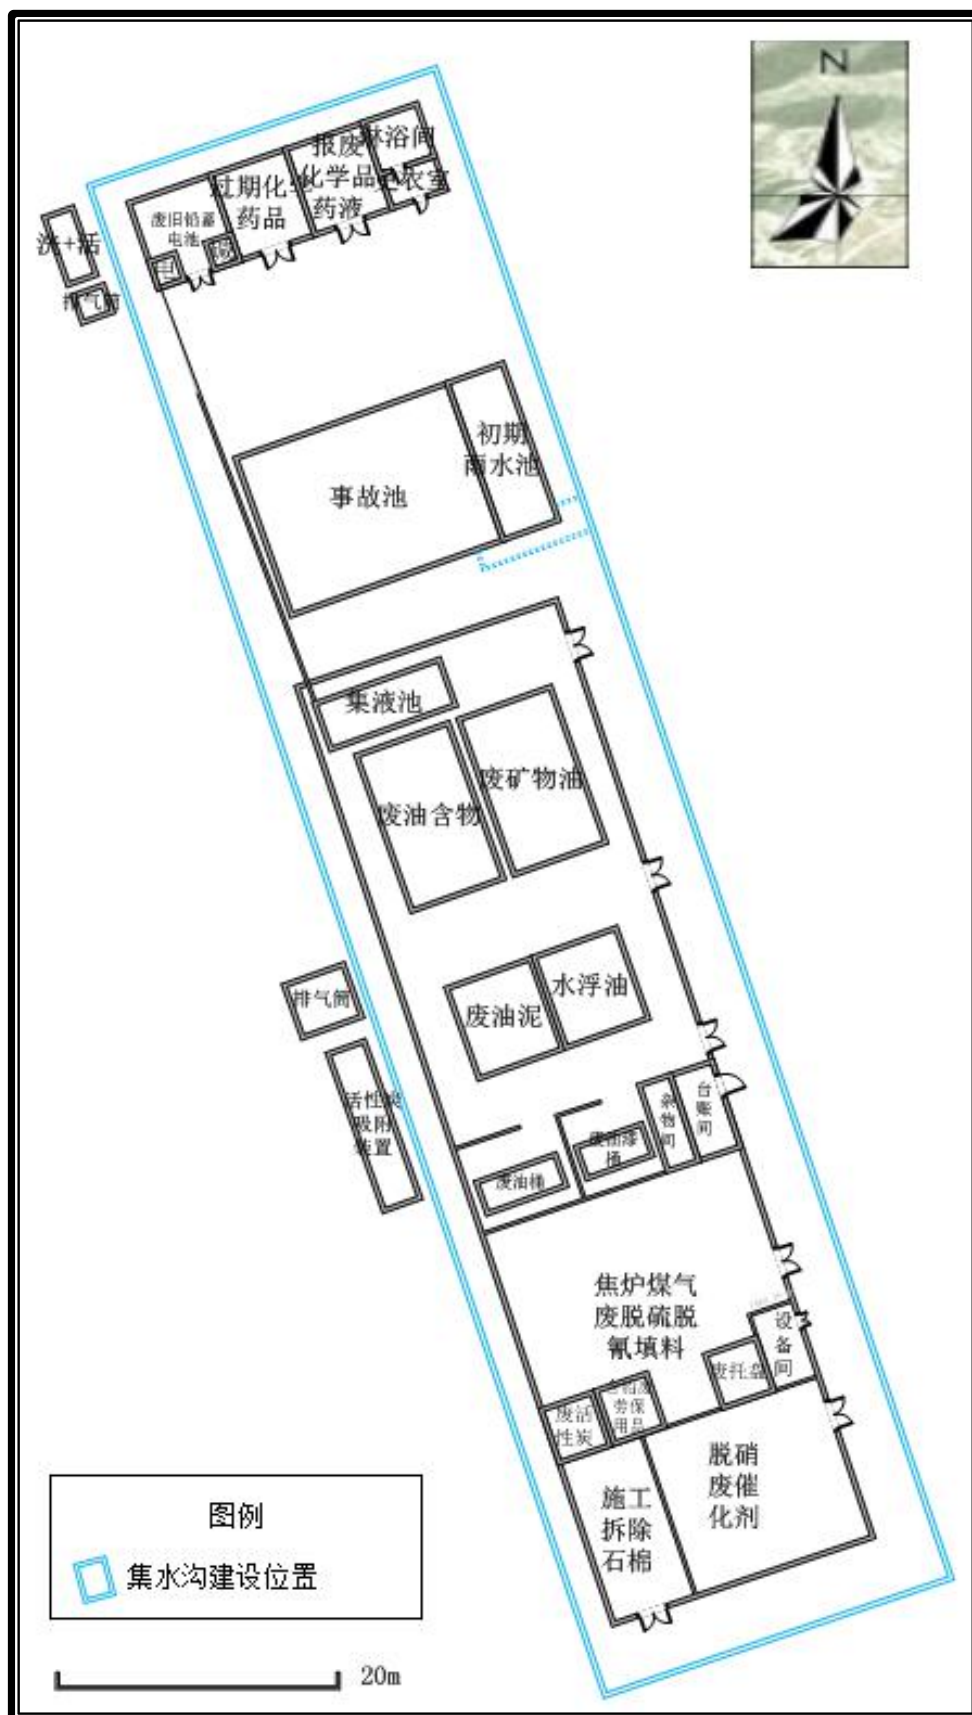 N
淋浴间
报废
化学品
药液
更衣室
过期化学
药品
废旧铅蓄
电池
洗+活
排气筒
初期
雨水池
事故池
集液池
废矿物油
废油含物
水浮油
废油泥
排气筒
活性炭
吸附
装置
台
账
间
杂
物
间
废油漆
桶
废油桶
焦炉煤气
废脱硫脱
氰填料
设
备
间
废托盘
劳保
用品
废活
性炭
脱硝
废催
化剂
施工
拆除
石棉
图例
集水沟建设位置
20m